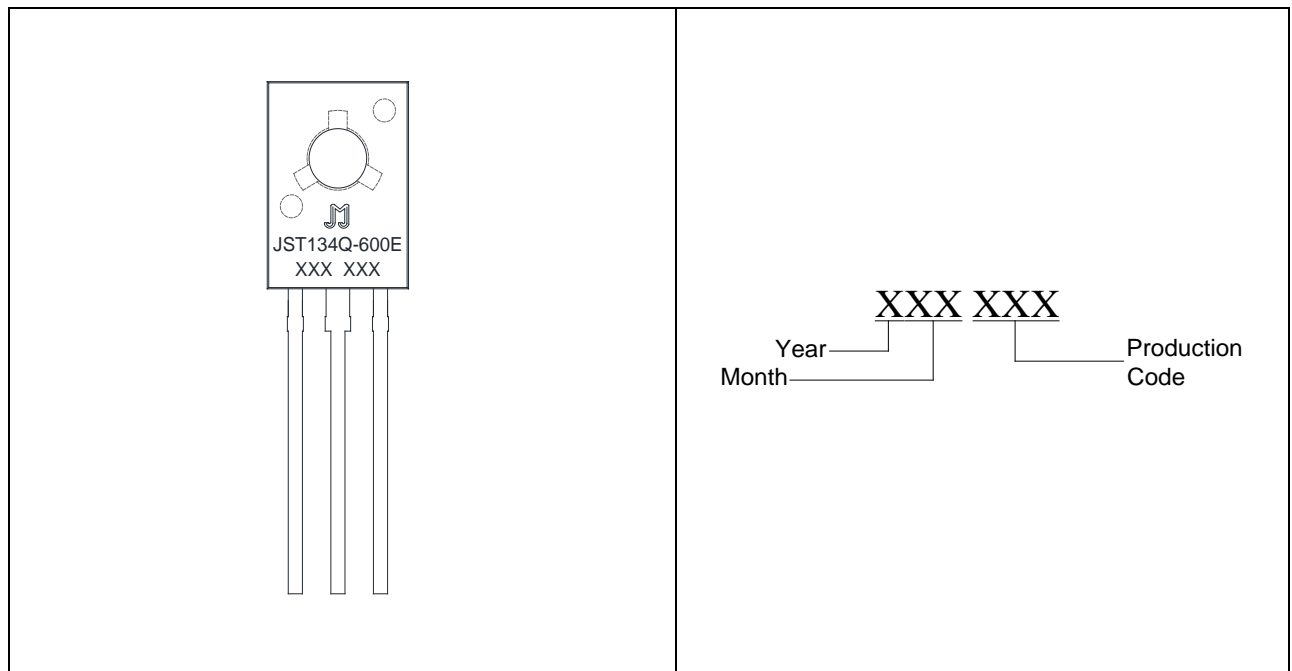 JJ
JST134Q-600E
XXX XXX
XXX XXX
Year
Month
Production
Code